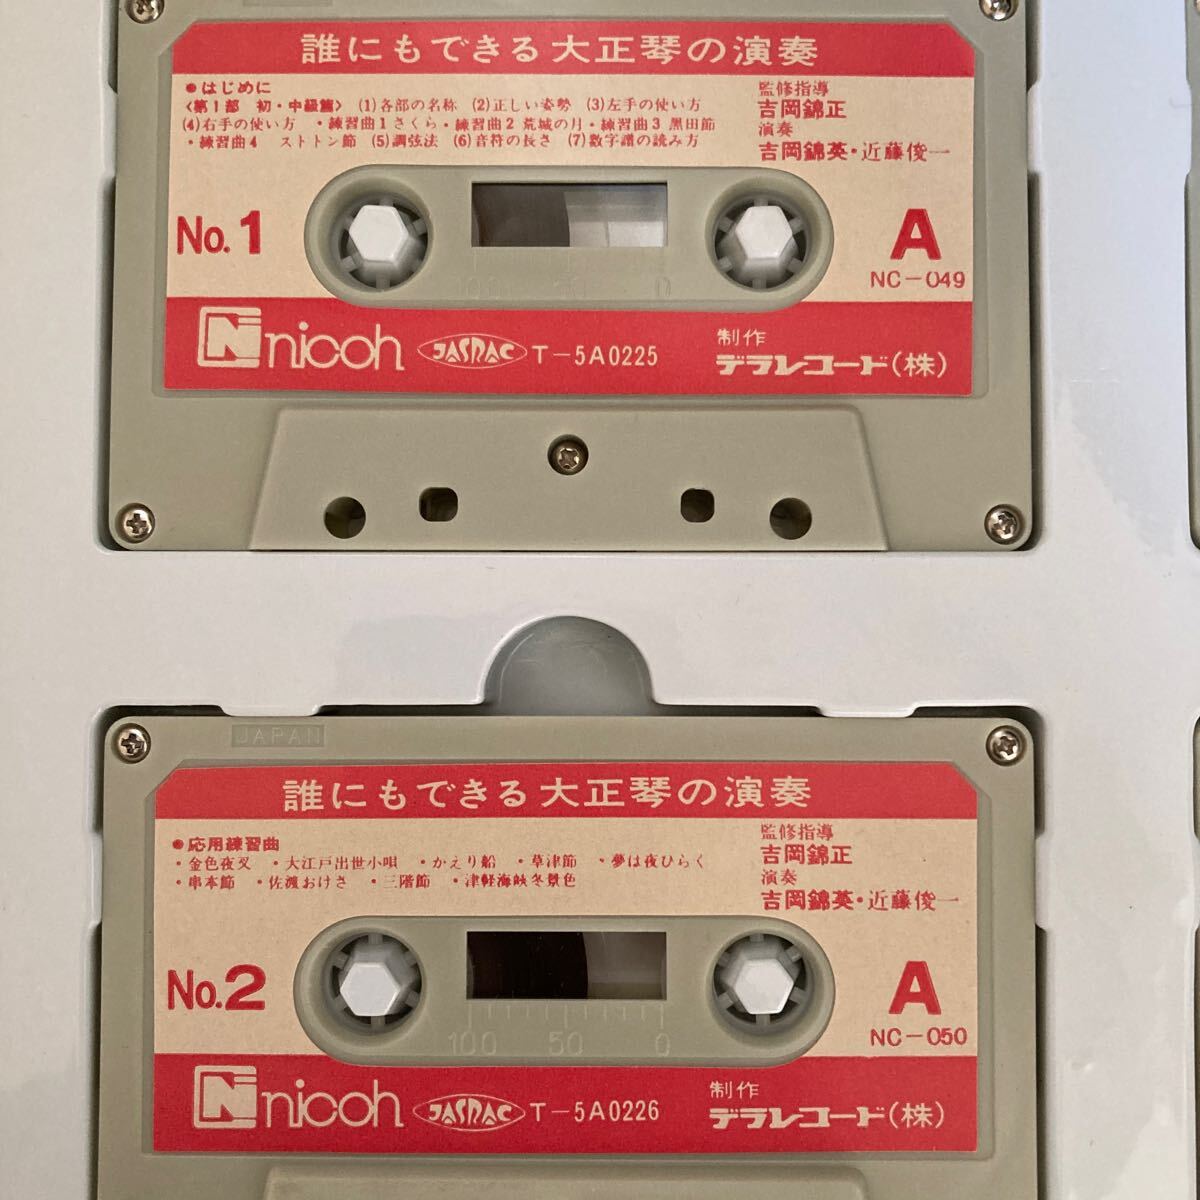 誰にもできる大正琴の演奏
●はじめに
〈第1部 初・中級篇〉 (1)各部の名称 (2)正しい姿勢 (3)左手の使い方
(4)右手の使い方 ・練習曲1さくら・練習曲2 荒城の月・練習曲3 黒田節
・練習曲4 ストトン節 (5)調弦法 (6)音符の長さ (7)数字譜の読み方
監修指導
吉岡錦正
演奏
吉岡錦英・近藤俊一
No.1
A
NC-049
nicoh JASRAC T-5A0225
制作
デラレコード(株)
JAPAN
誰にもできる大正琴の演奏
●応用練習曲
・金色夜叉 ・大江戸出世小唄 ・かえり船 ・草津節 ・夢は夜ひらく
・串本節 ・佐渡おけさ ・三階節 ・津軽海峡冬景色
監修指導
吉岡錦正
演奏
吉岡錦英・近藤俊一
No.2
A
NC-050
100 50 0
nicoh JASRAC T-5A0226
制作
デラレコード(株)